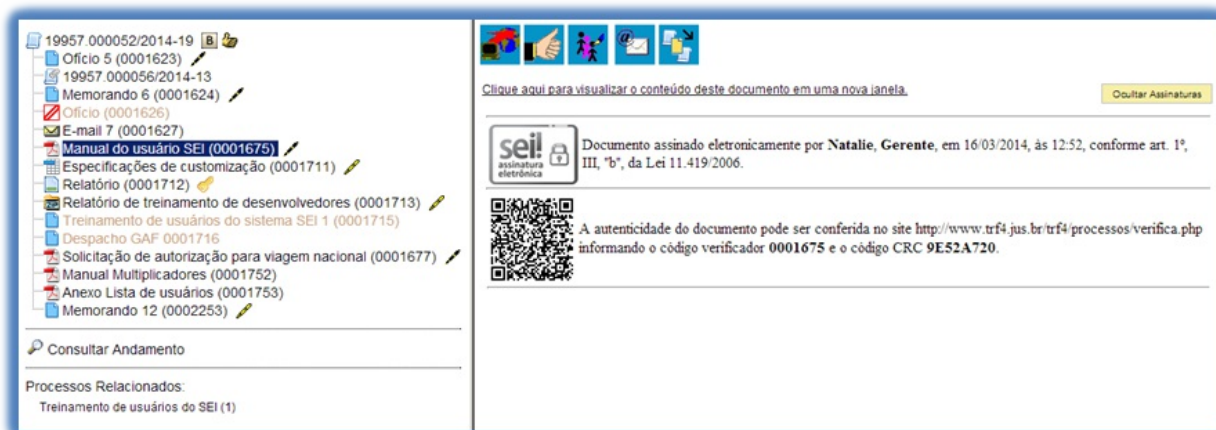 19957.000052/2014-19 B
Ofício 5 (0001623)
19957.000056/2014-13
Memorando 6 (0001624)
Ofício (0001626)
E-mail 7 (0001627)
Manual do usuário SEI (0001675)
Especificações de customização (0001711)
Relatório (0001712)
Relatório de treinamento de desenvolvedores (0001713)
Treinamento de usuários do sistema SEI 1 (0001715)
Despacho GAF 0001716
Solicitação de autorização para viagem nacional (0001677)
Manual Multiplicadores (0001752)
Anexo Lista de usuários (0001753)
Memorando 12 (0002253)
Consultar Andamento
Processos Relacionados:
Treinamento de usuários do SEI (1)
Clique aqui para visualizar o conteúdo deste documento em uma nova janela.
Ocultar Assinaturas
sei!
assinatura
eletrônica
Documento assinado eletronicamente por Natalie, Gerente, em 16/03/2014, às 12:52, conforme art. 1º,
III, "b", da Lei 11.419/2006.
A autenticidade do documento pode ser conferida no site http://www.trf4.jus.br/trf4/processos/verifica.php
informando o código verificador 0001675 e o código CRC 9E52A720.